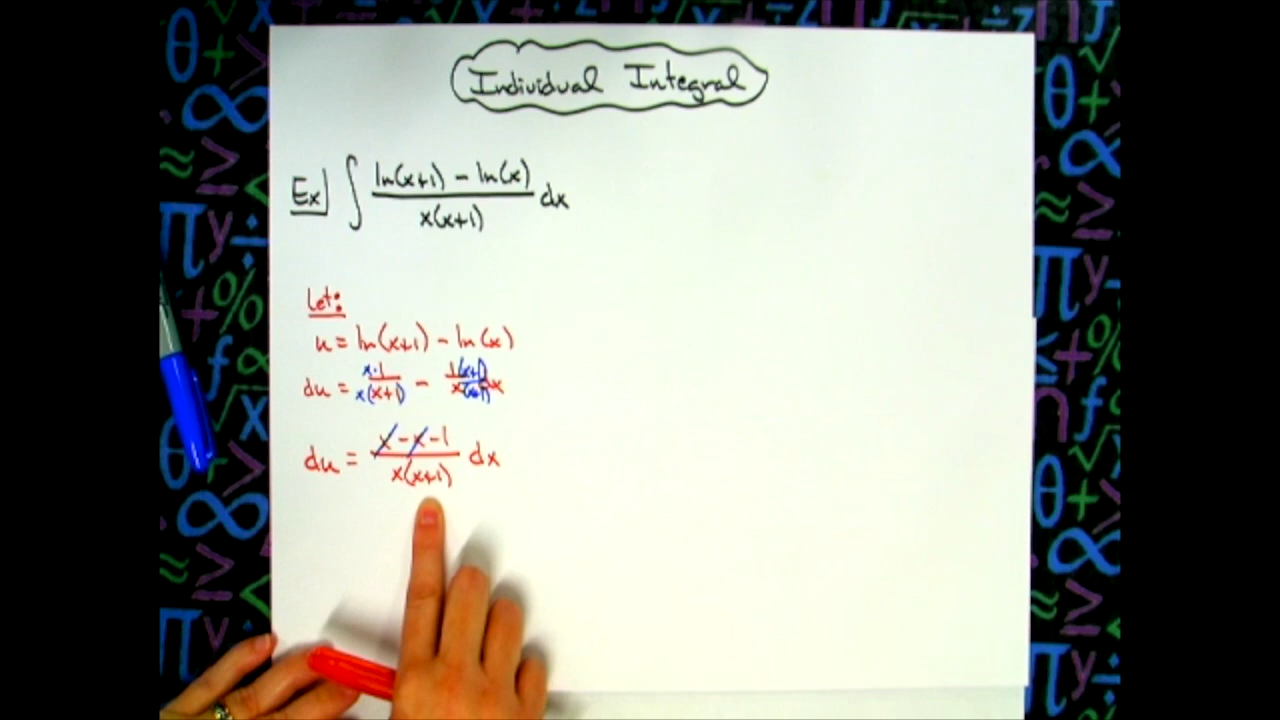 Individual Integral
Ex] ∫ (ln(x+1) - ln(x))/(x(x+1)) dx
Let:
u = ln(x+1) - ln(x)
du = (x·1)/(x(x+1)) - (1(x+1))/(x(x+1)) dx
du = (x - x - 1)/(x(x+1)) dx